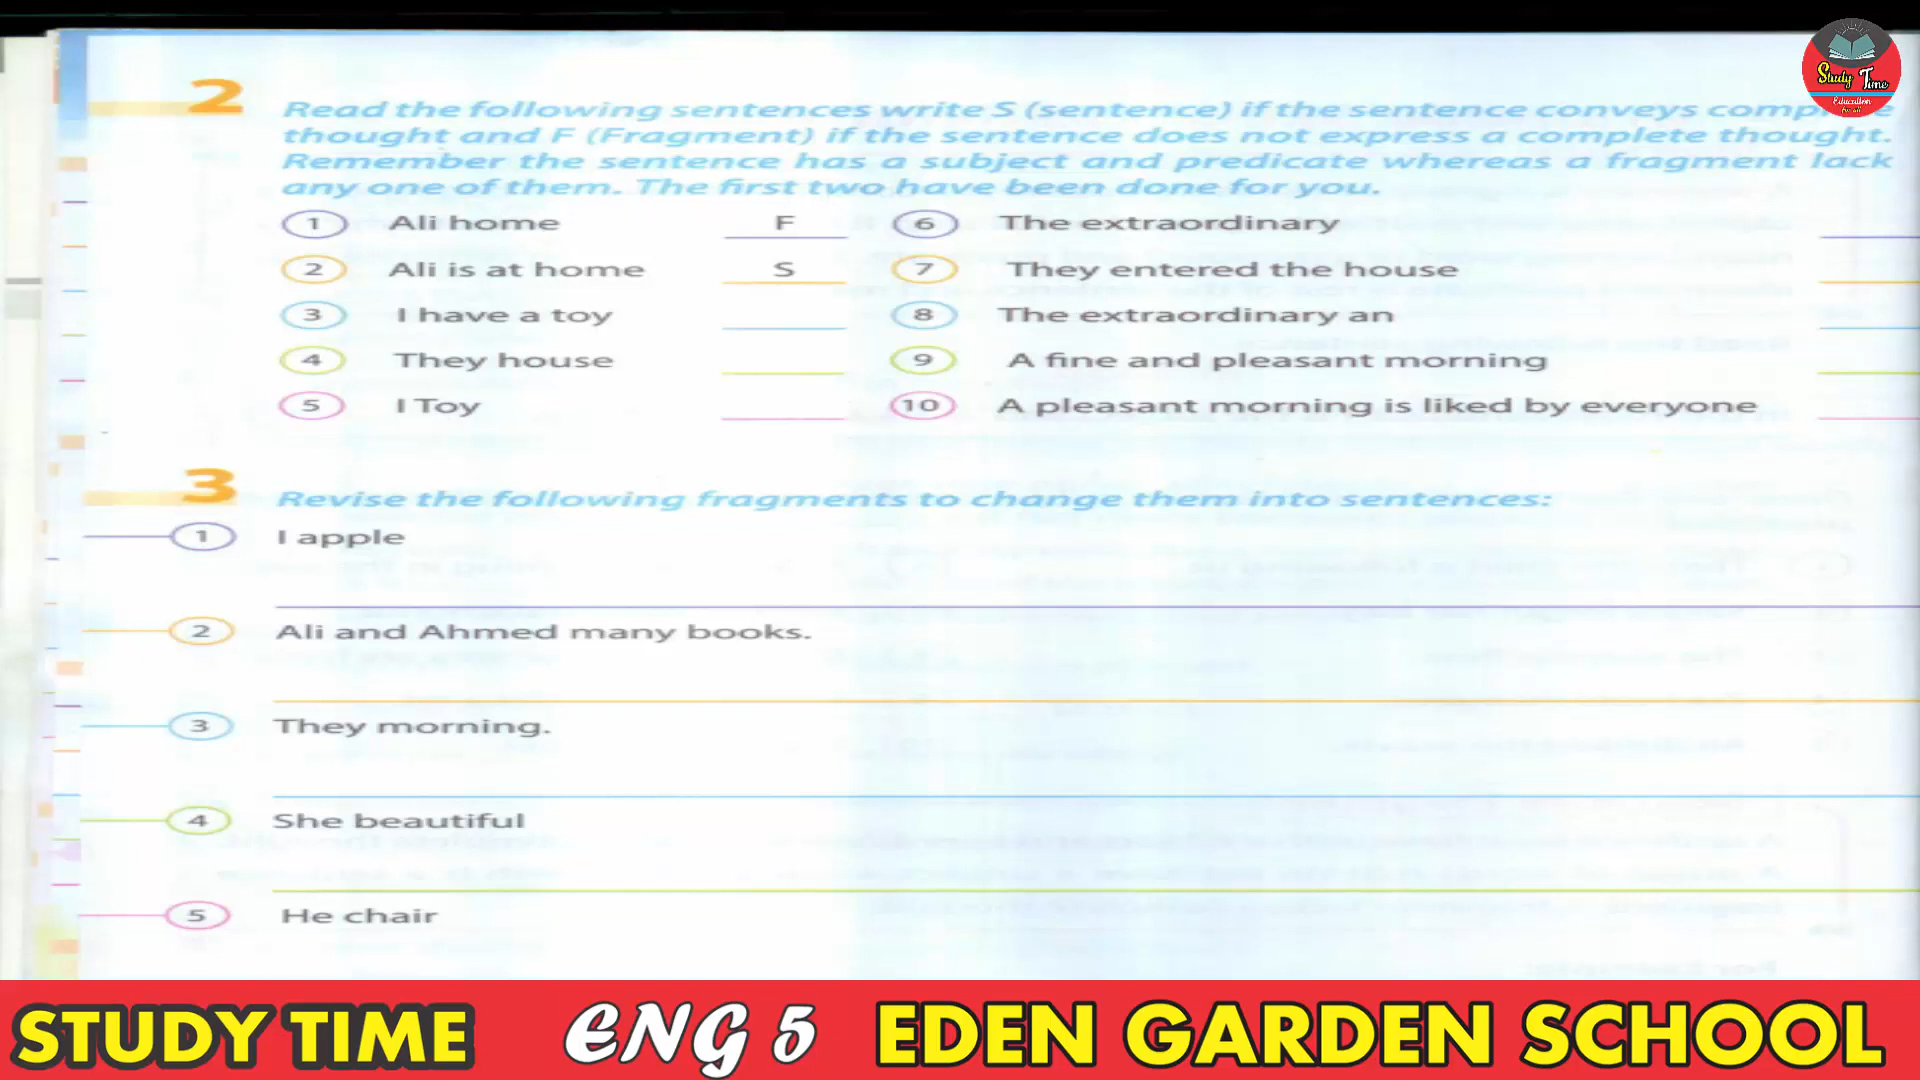 2
Read the following sentences write S (sentence) if the sentence conveys
thought and F (Fragment) if the sentence does not express a complete thought.
Remember the sentence has a subject and predicate whereas a fragment lack
any one of them. The first two have been done for you.
1 Ali home F
2 Ali is at home S
3 I have a toy
4 They house
5 I Toy
6 The extraordinary
7 They entered the house
8 The extraordinary an
9 A fine and pleasant morning
10 A pleasant morning is liked by everyone
3
Revise the following fragments to change them into sentences:
1 I apple
2 Ali and Ahmed many books.
3 They morning.
4 She beautiful
5 He chair
Study Time
Education
for all
STUDY TIME ENG 5 EDEN GARDEN SCHOOL